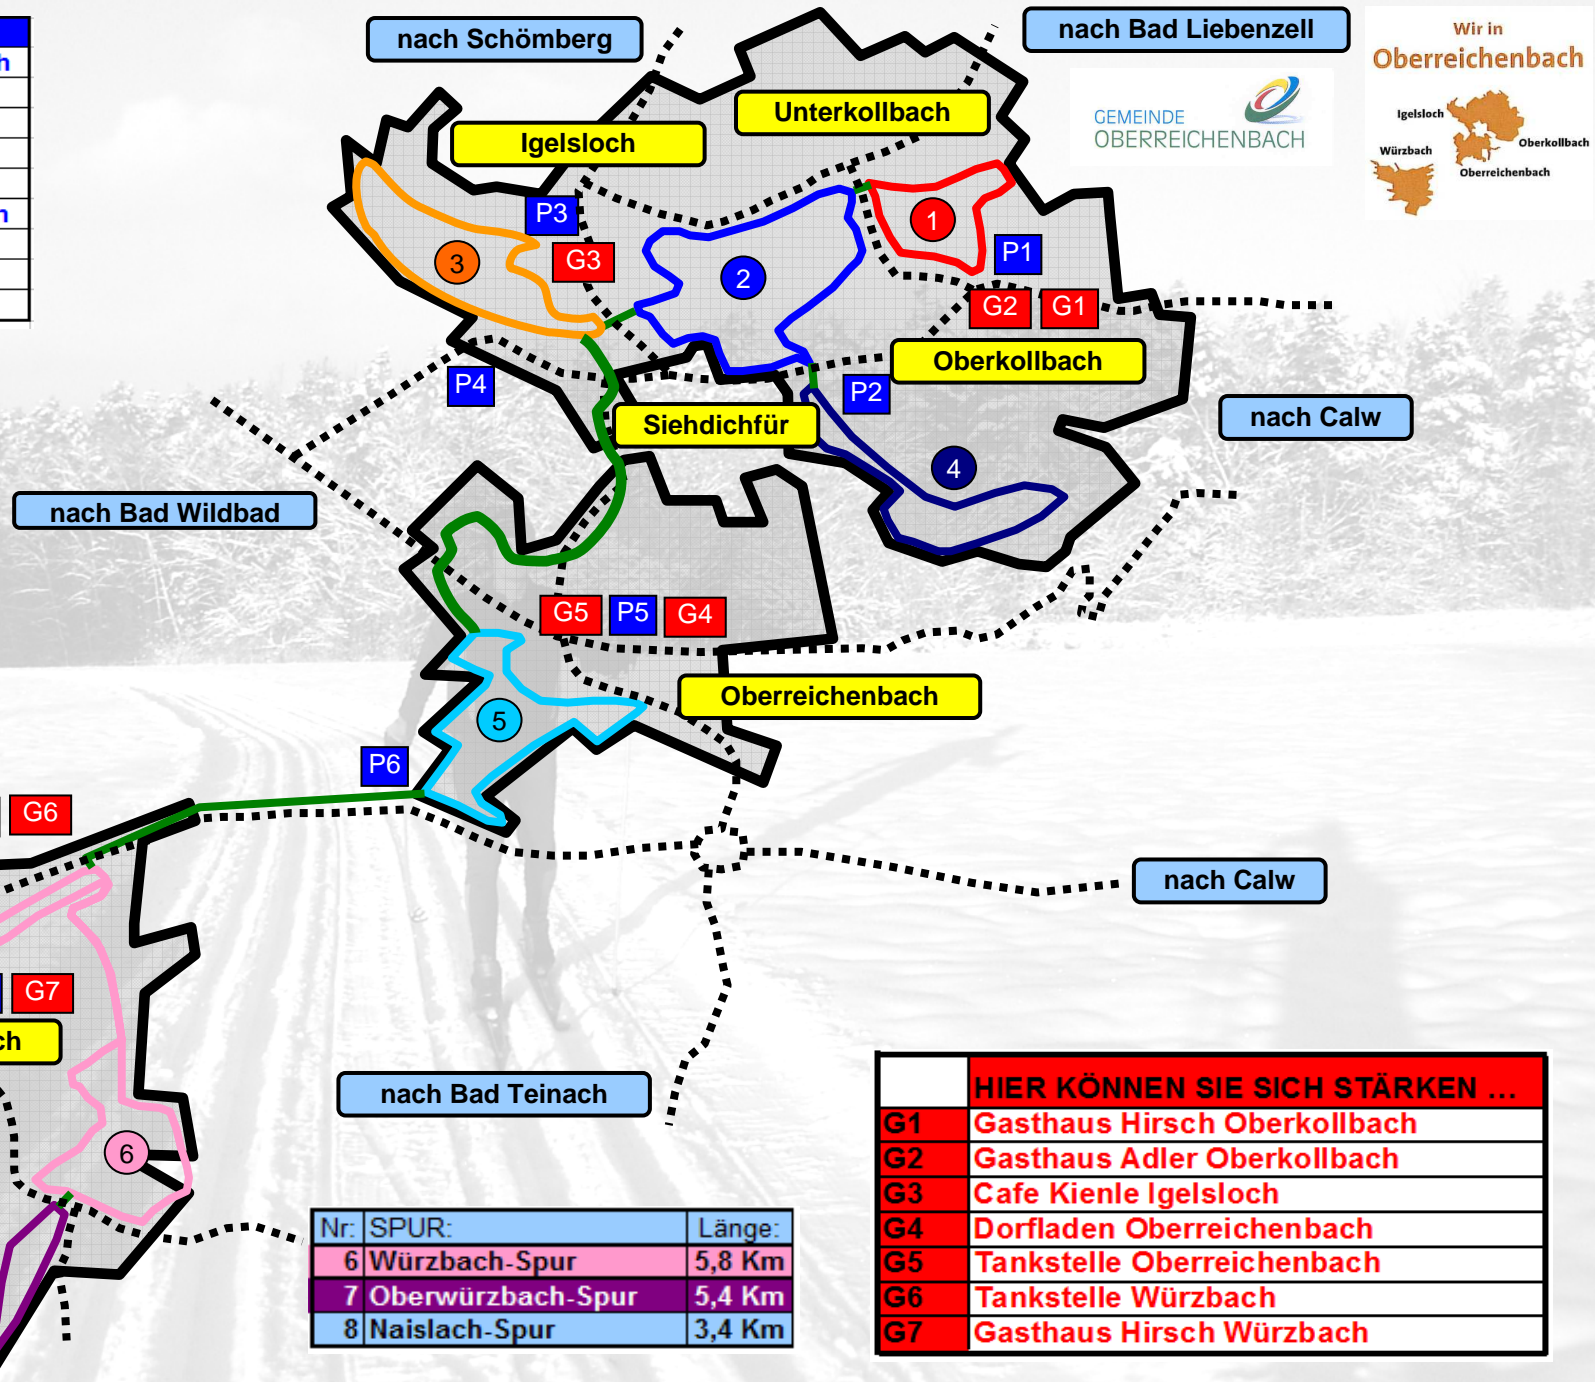 nach Schömberg
nach Bad Liebenzell
Wir in
Oberreichenbach
Igelsloch
Würzbach
Oberkollbach
Oberreichenbach
GEMEINDE
OBERREICHENBACH
h
n
Unterkollbach
Igelsloch
P3
G3
3
2
1
P1
G2
G1
Oberkollbach
P4
P2
Siehdichfür
nach Calw
4
nach Bad Wildbad
G5
P5
G4
Oberreichenbach
5
P6
G6
nach Calw
G7
ch
nach Bad Teinach
6
Nr: SPUR: Länge:
6 Würzbach-Spur 5,8 Km
7 Oberwürzbach-Spur 5,4 Km
8 Naislach-Spur 3,4 Km
HIER KÖNNEN SIE SICH STÄRKEN ...
G1 Gasthaus Hirsch Oberkollbach
G2 Gasthaus Adler Oberkollbach
G3 Cafe Kienle Igelsloch
G4 Dorfladen Oberreichenbach
G5 Tankstelle Oberreichenbach
G6 Tankstelle Würzbach
G7 Gasthaus Hirsch Würzbach